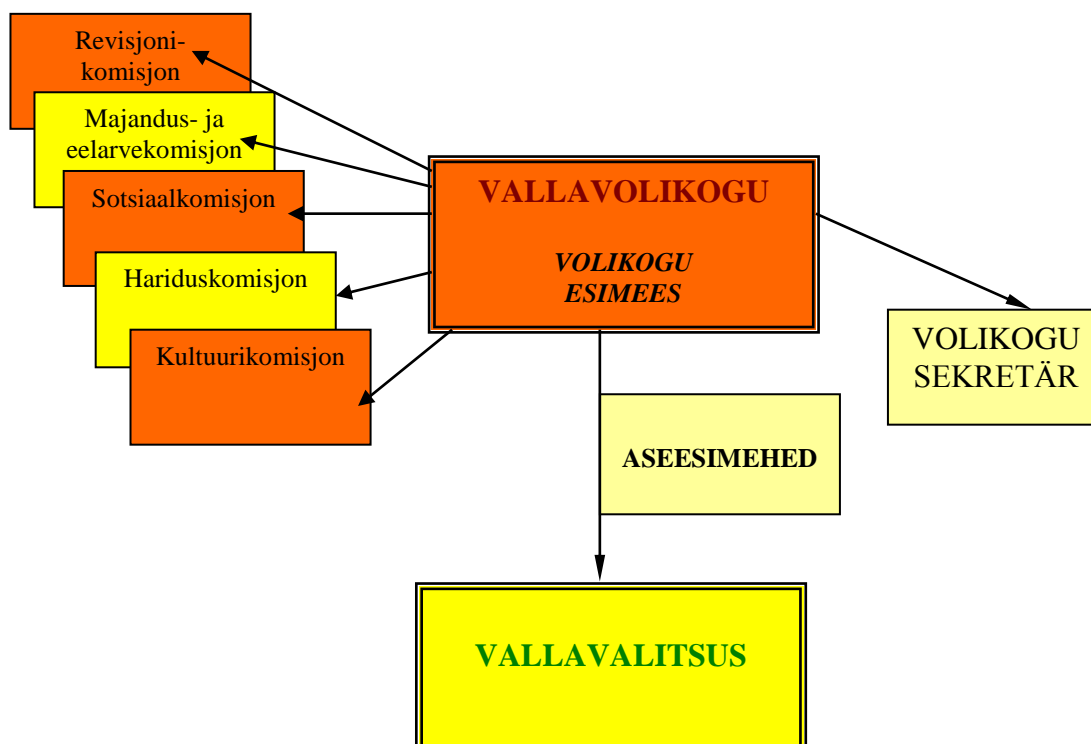 Revisjoni-
komisjon
Majandus- ja
eelarvekomisjon
Sotsiaalkomisjon
Hariduskomisjon
Kultuurikomisjon
VALLAVOLIKOGU
VOLIKOGU
ESIMEES
VOLIKOGU
SEKRETÄR
ASEESIMEHED
VALLAVALITSUS